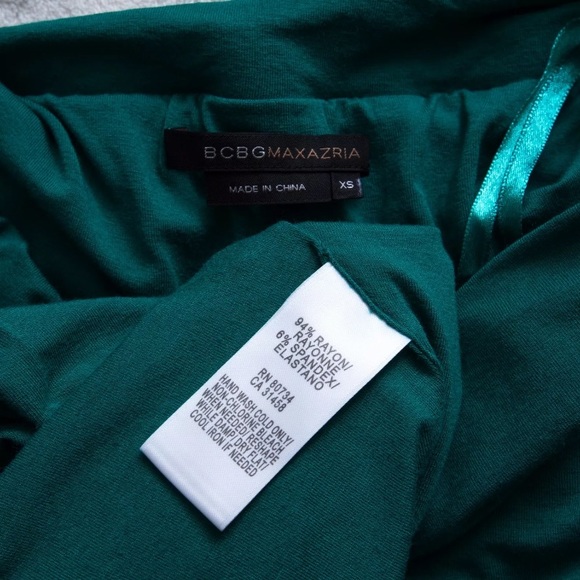 BCBGMAXAZRIA
MADE IN CHINA
XS
94% RAYON/
RAYONNE
6% SPANDEX/
ELASTANO
RN 80734
CA 31458
HAND WASH COLD ONLY/
NON-CHLORINE BLEACH
WHEN NEEDED/ RESHAPE
WHILE DAMP/ DRY FLAT/
COOL IRON IF NEEDED